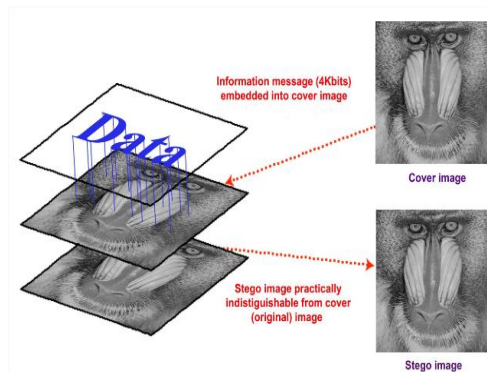 Information message (4Kbits)
embedded into cover image
Data
Cover image
Stego image practically
indistiguishable from cover
(original) image
Stego image